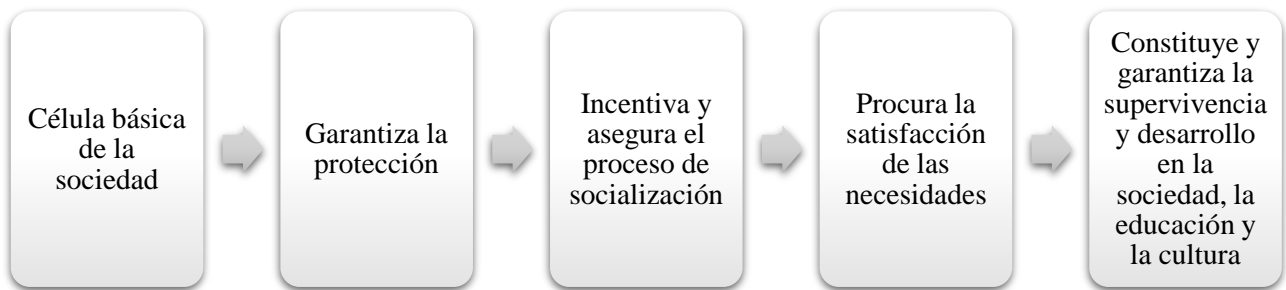 Célula básica
de la
sociedad
Garantiza la
protección
Incentiva y
asegura el
proceso de
socialización
Procura la
satisfacción
de las
necesidades
Constituye y
garantiza la
supervivencia
y desarrollo
en la
sociedad, la
educación y
la cultura